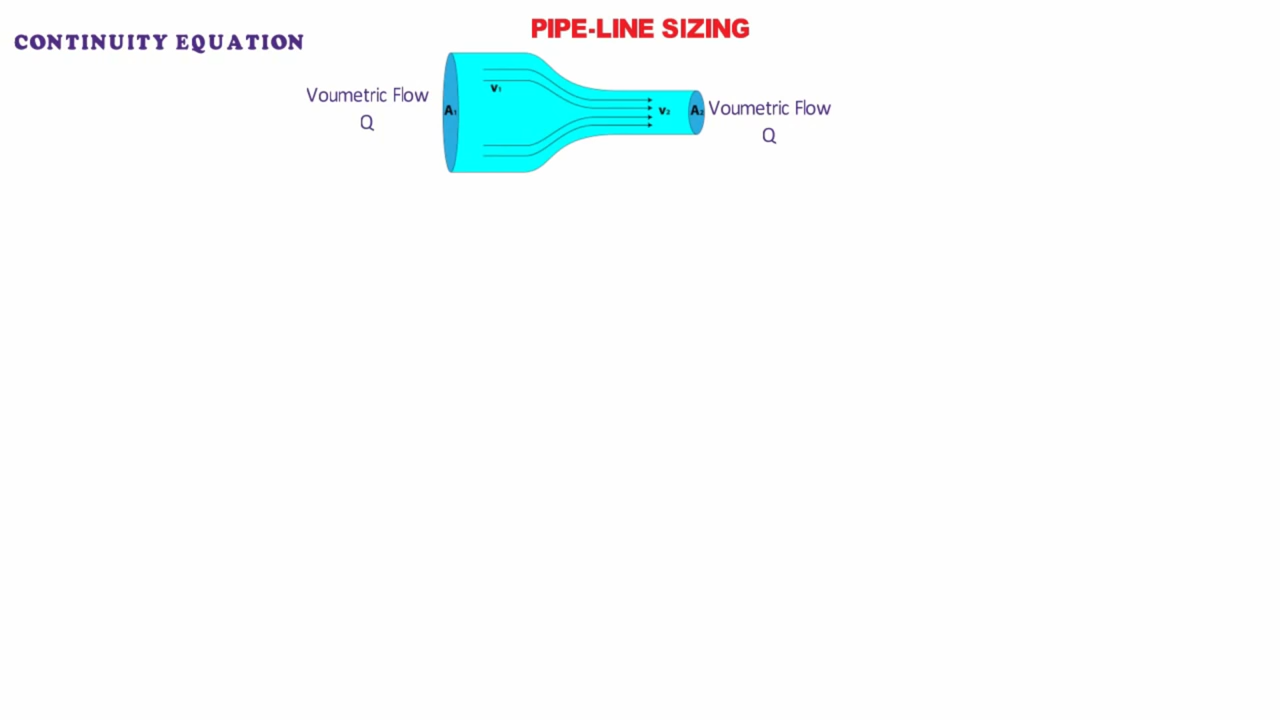 PIPE-LINE SIZING
CONTINUITY EQUATION
Voumetric Flow
Q
A₁
v₁
v₂
A₂
Voumetric Flow
Q